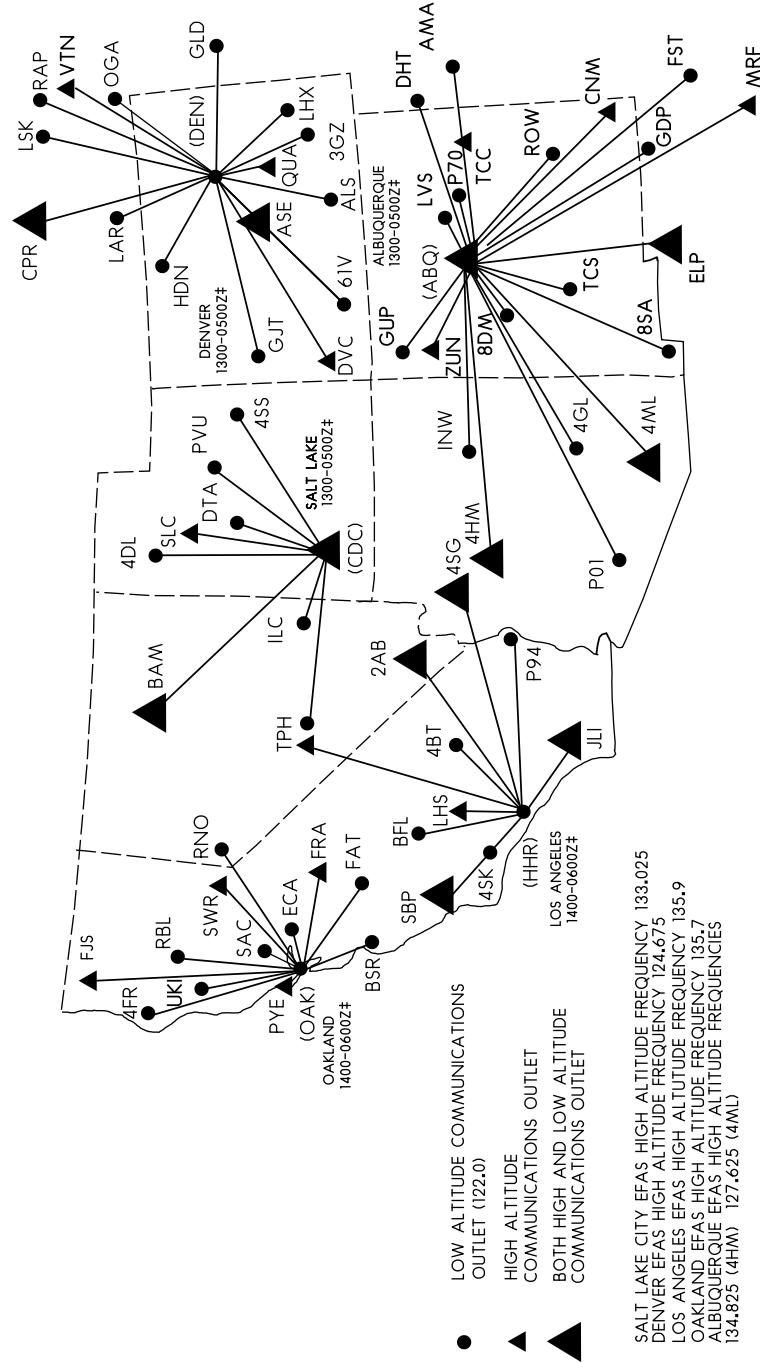 FJS
4FR
RBL
UKI
SWR
RNO
SAC
ECA
FRA
FAT
PYE
(OAK)
OAKLAND
1400-0600Z‡
BSR
BAM
TPH
ILC
4DL
SLC
DTA
PVU
4SS
SALT LAKE
1300-0500Z‡
(CDC)
CPR
LSK
RAP
VTN
OGA
LAR
HDN
(DEN)
GLD
LHX
3GZ
QUA
ALS
ASE
61V
GJT
DVC
DENVER
1300-0500Z‡
ALBUQUERQUE
1300-0500Z‡
DHT
AMA
LVS
P70
TCC
(ABQ)
GUP
ZUN
8DM
ROW
CNM
FST
MRF
GDP
ELP
TCS
8SA
INW
4GL
4ML
4HM
4SG
P01
2AB
4BT
LHS
BFL
SBP
4SK
(HHR)
LOS ANGELES
1400-0600Z‡
P94
JLI
LOW ALTITUDE COMMUNICATIONS
OUTLET (122.0)
HIGH ALTITUDE
COMMUNICATIONS OUTLET
BOTH HIGH AND LOW ALTITUDE
COMMUNICATIONS OUTLET
SALT LAKE CITY EFAS HIGH ALTITUDE FREQUENCY 133.025
DENVER EFAS HIGH ALTITUDE FREQUENCY 124.675
LOS ANGELES EFAS HIGH ALTUTUDE FREQUENCY 135.9
OAKLAND EFAS HIGH ALTITUDE FREQUENCY 135.7
ALBUQUERQUE EFAS HIGH ALTITUDE FREQUENCIES
134.825 (4HM) 127.625 (4ML)